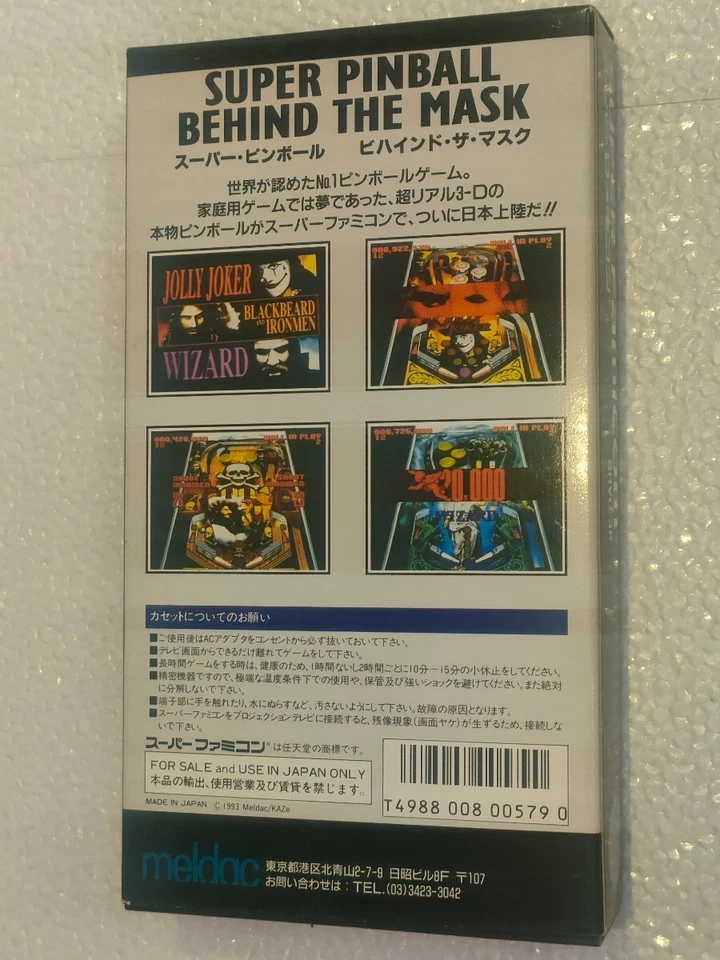 SUPER PINBALL
BEHIND THE MASK
スーパー・ピンボール ビハインド・ザ・マスク
世界が認めたNo.1ピンボールゲーム。
家庭用ゲームでは夢であった、超リアル3-Dの
本物ピンボールがスーパーファミコンで、ついに日本上陸だ!!
JOLLY JOKER
BLACKBEARD
AND IRONMEN
WIZARD
BALL IN PLAY
12
2
BALL IN PLAY
12
2
BALL IN PLAY
12
2
カセットについてのお願い
■ご使用後はACアダプタをコンセントから必ず抜いておいて下さい。
■テレビ画面からできるだけ離れてゲームをして下さい。
■長時間ゲームをする時は、健康のため、1時間ないし2時間ごとに10分―15分の小休止をしてください。
■精密機器ですので、極端な温度条件下での使用や、保管及び強いショックを避けてください。また絶対
に分解しないで下さい。
■端子部に手を触れたり、水にぬらすなど、汚さないようにして下さい。故障の原因となります。
■スーパーファミコンをプロジェクションテレビに接続すると、残像現象(画面ヤケ)が生ずるため、接続しな
いで下さい。
スーパーファミコン®は任天堂の商標です。
FOR SALE and USE IN JAPAN ONLY
本品の輸出、使用営業及び賃貸を禁じます。
MADE IN JAPAN © 1993 Meldac/KAZe
T4988 008 00579 0
meldac
東京都港区北青山2-7-9 日昭ビル8F 〒107
お問い合わせは:TEL.(03)3423-3042